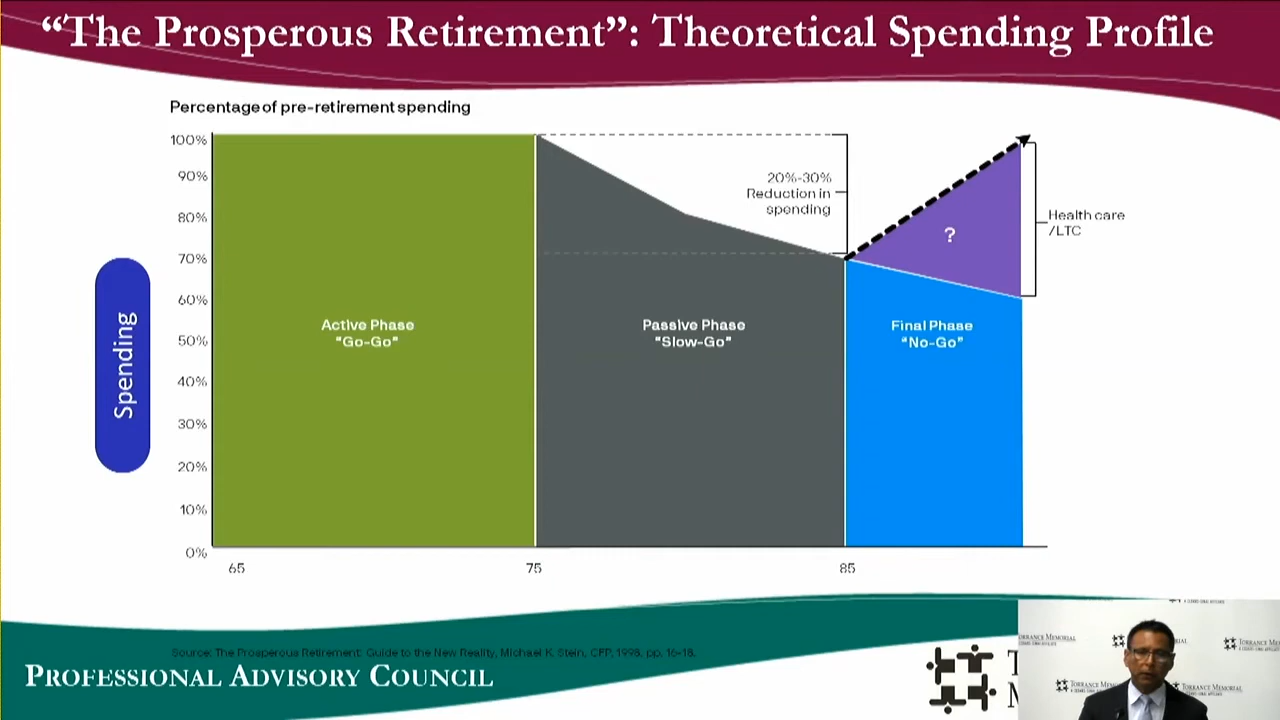 “The Prosperous Retirement”: Theoretical Spending Profile
Percentage of pre-retirement spending
100%
90%
80%
70%
60%
50%
40%
30%
20%
10%
0%
Spending
20%-30%
Reduction in
spending
?
Health care
/LTC
Active Phase
“Go-Go”
Passive Phase
“Slow-Go”
Final Phase
“No-Go”
65
75
85
Source: The Prosperous Retirement: Guide to the New Reality, Michael K. Stein, CFP, 1998, pp. 16-18.
Professional Advisory Council
Torrance Memorial